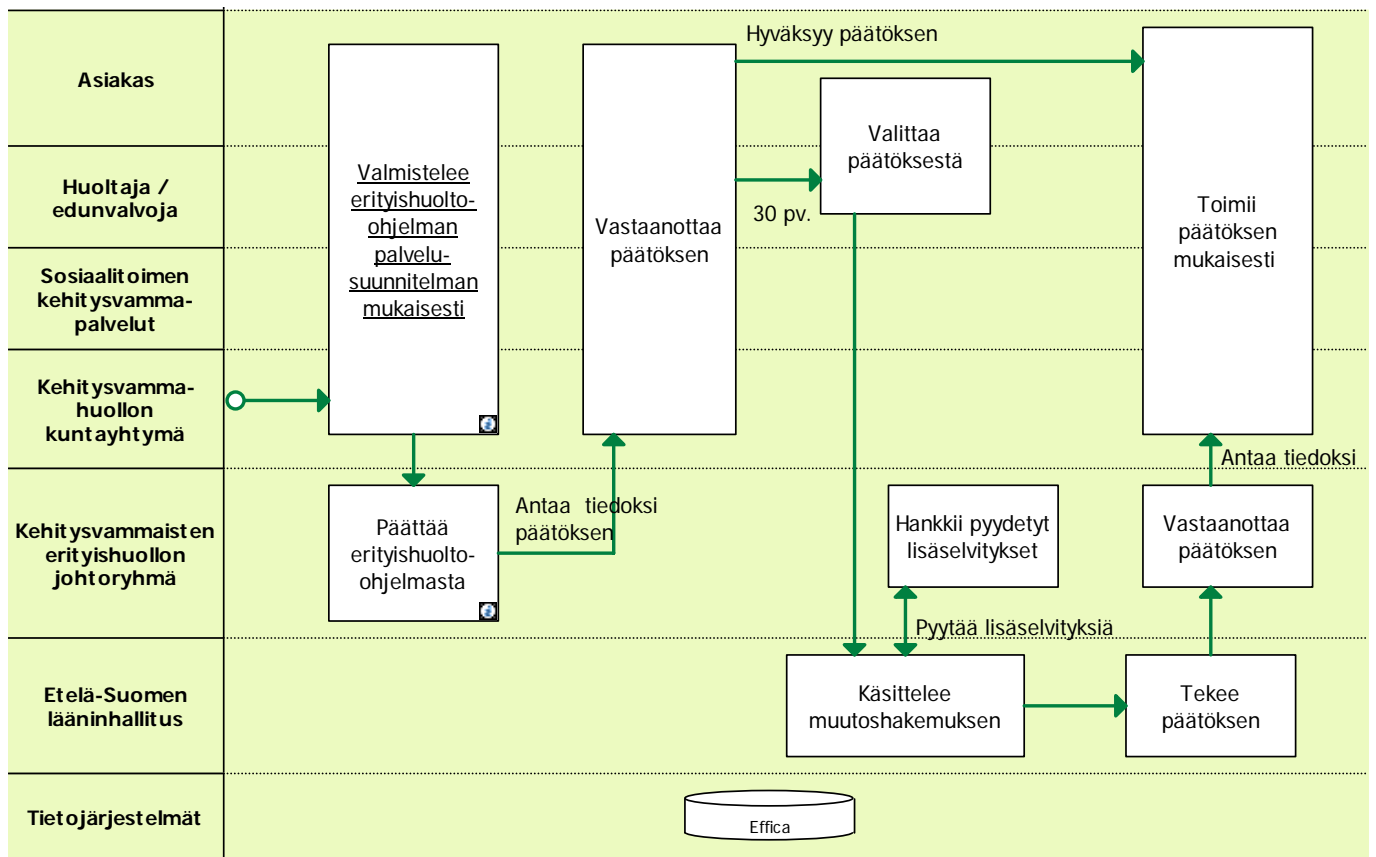 Asiakas
Huoltaja /
edunvalvoja
Sosiaalitoimen
kehitysvamma-
palvelut
Kehitysvamma-
huollon
kuntayhtymä
Kehitysvammaisten
erityishuollon
johtoryhmä
Etelä-Suomen
lääninhallitus
Tietojärjestelmät
Valmistelee
erityishuolto-
ohjelman
palvelu-
suunnitelman
mukaisesti
Päättää
erityishuolto-
ohjelmasta
Antaa tiedoksi
päätöksen
Vastaanottaa
päätöksen
Hyväksyy päätöksen
30 pv.
Valittaa
päätöksestä
Hankkii pyydetyt
lisäselvitykset
Pyytää lisäselvityksiä
Käsittelee
muutoshakemuksen
Tekee
päätöksen
Vastaanottaa
päätöksen
Antaa tiedoksi
Toimii
päätöksen
mukaisesti
Effica